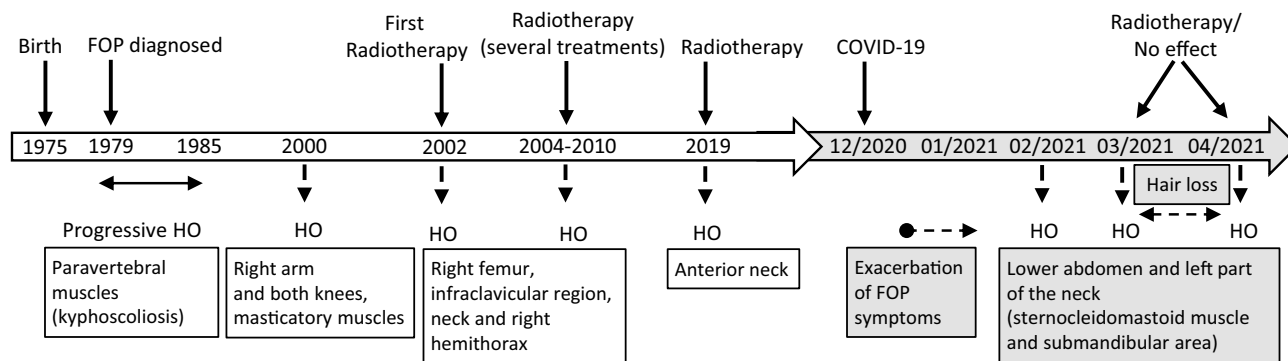 Birth
FOP diagnosed
First
Radiotherapy
Radiotherapy
(several treatments)
Radiotherapy
COVID-19
Radiotherapy/
No effect
1975
1979
1985
2000
2002
2004-2010
2019
12/2020
01/2021
02/2021
03/2021
04/2021
Hair loss
Progressive HO
HO
HO
HO
HO
HO
HO
HO
Paravertebral
muscles
(kyphoscoliosis)
Right arm
and both knees,
masticatory muscles
Right femur,
infraclavicular region,
neck and right
hemithorax
Anterior neck
Exacerbation
of FOP
symptoms
Lower abdomen and left part
of the neck
(sternocleidomastoid muscle
and submandibular area)